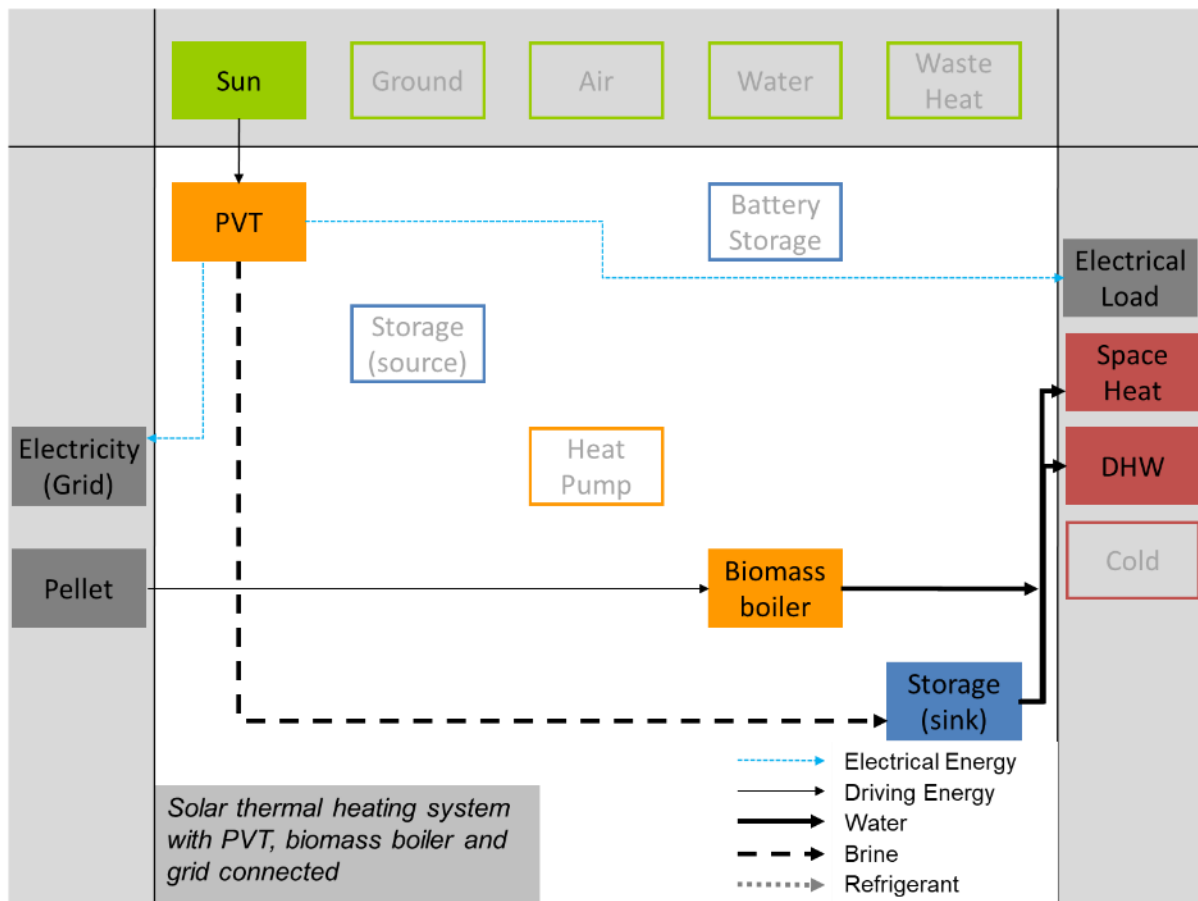 Sun
Ground
Air
Water
Waste
Heat
PVT
Battery
Storage
Electrical
Load
Storage
(source)
Space
Heat
Electricity
(Grid)
Heat
Pump
DHW
Pellet
Biomass
boiler
Cold
Storage
(sink)
Electrical Energy
Driving Energy
Water
Brine
Refrigerant
Solar thermal heating system
with PVT, biomass boiler and
grid connected